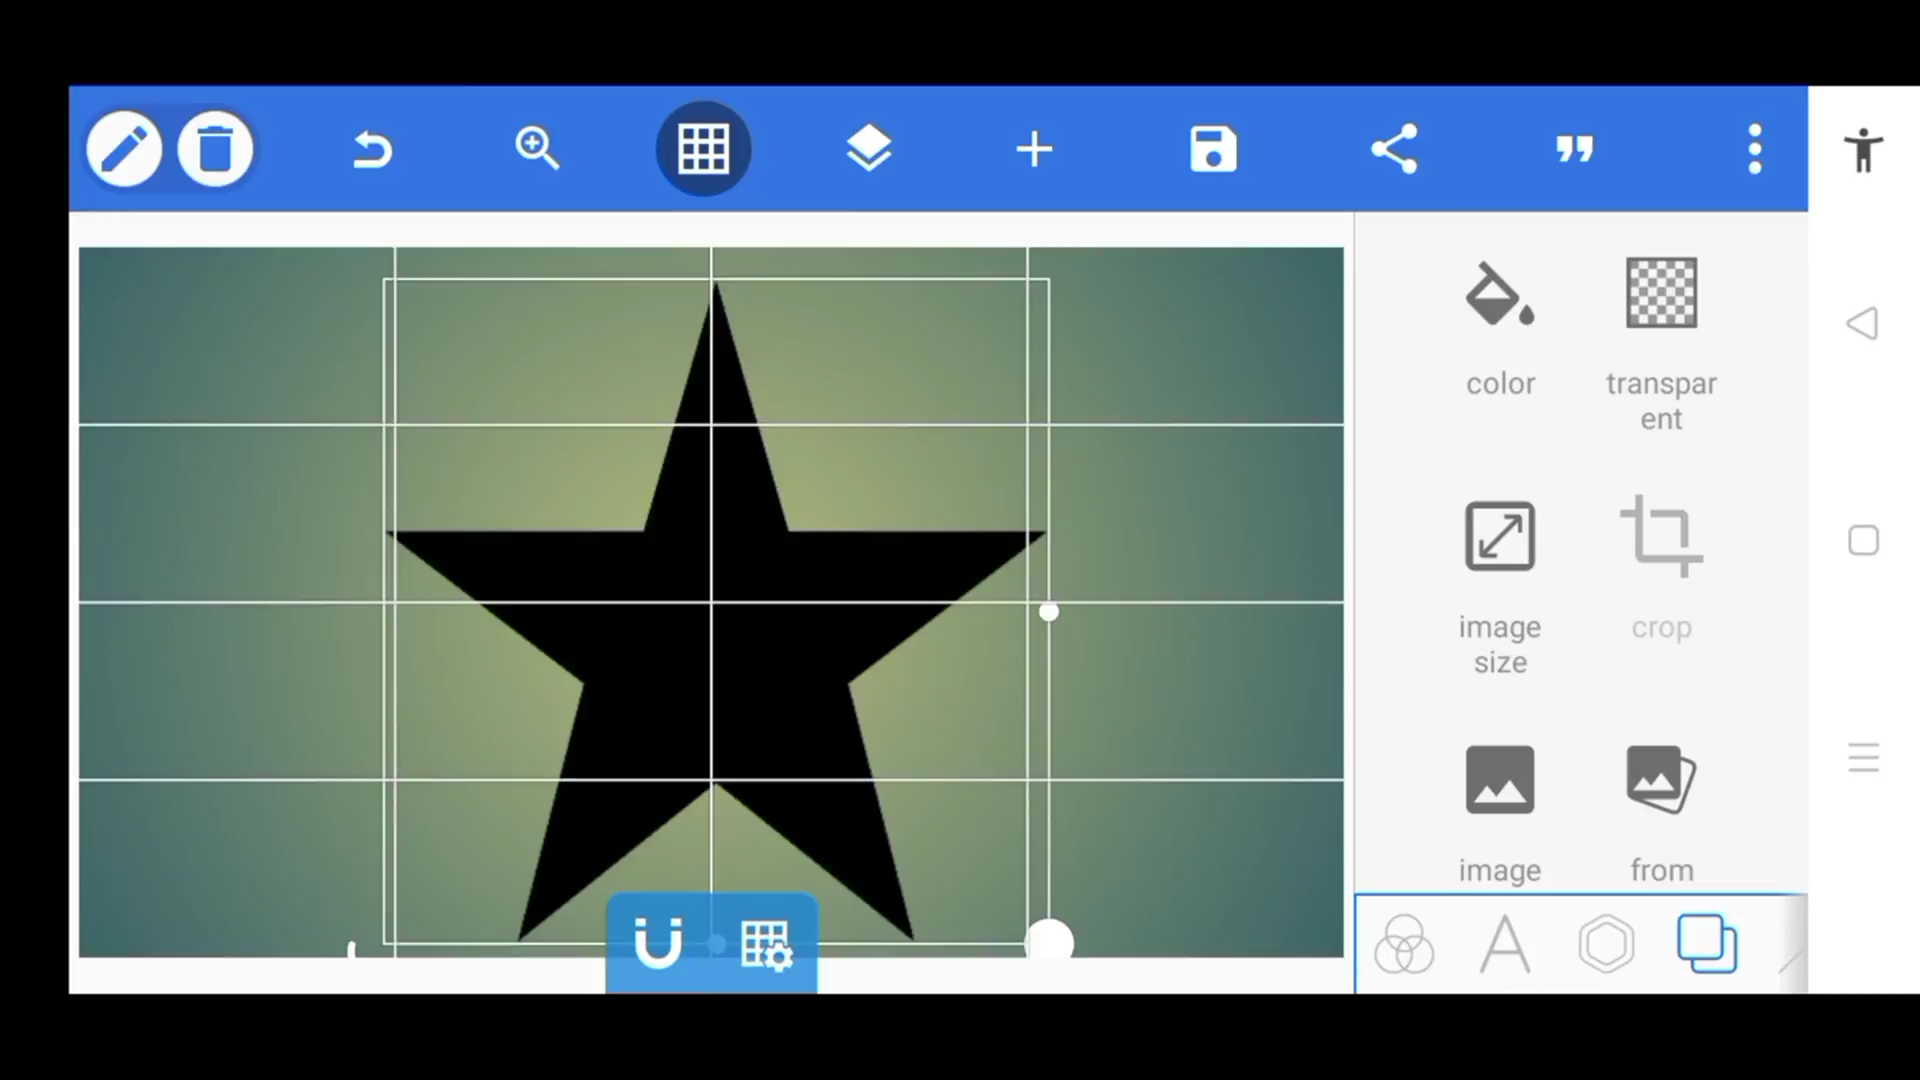 color
transpar
ent
image
size
crop
image
from